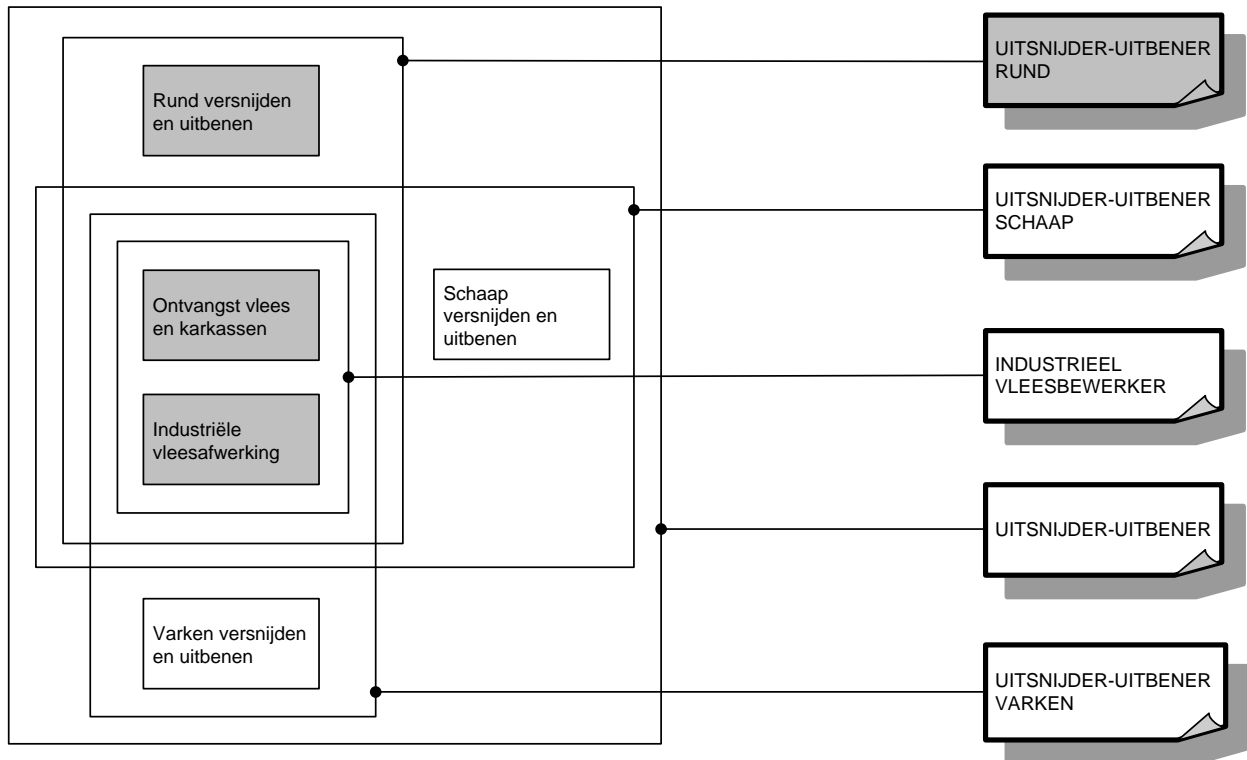 Rund versnijden
en uitbenen
Ontvangst vlees
en karkassen
Industriële
vleesafwerking
Varken versnijden
en uitbenen
Schaap
versnijden en
uitbenen
UITSNIJDER-UITBENER
RUND
UITSNIJDER-UITBENER
SCHAAP
INDUSTRIEEL
VLEESBEWERKER
UITSNIJDER-UITBENER
UITSNIJDER-UITBENER
VARKEN